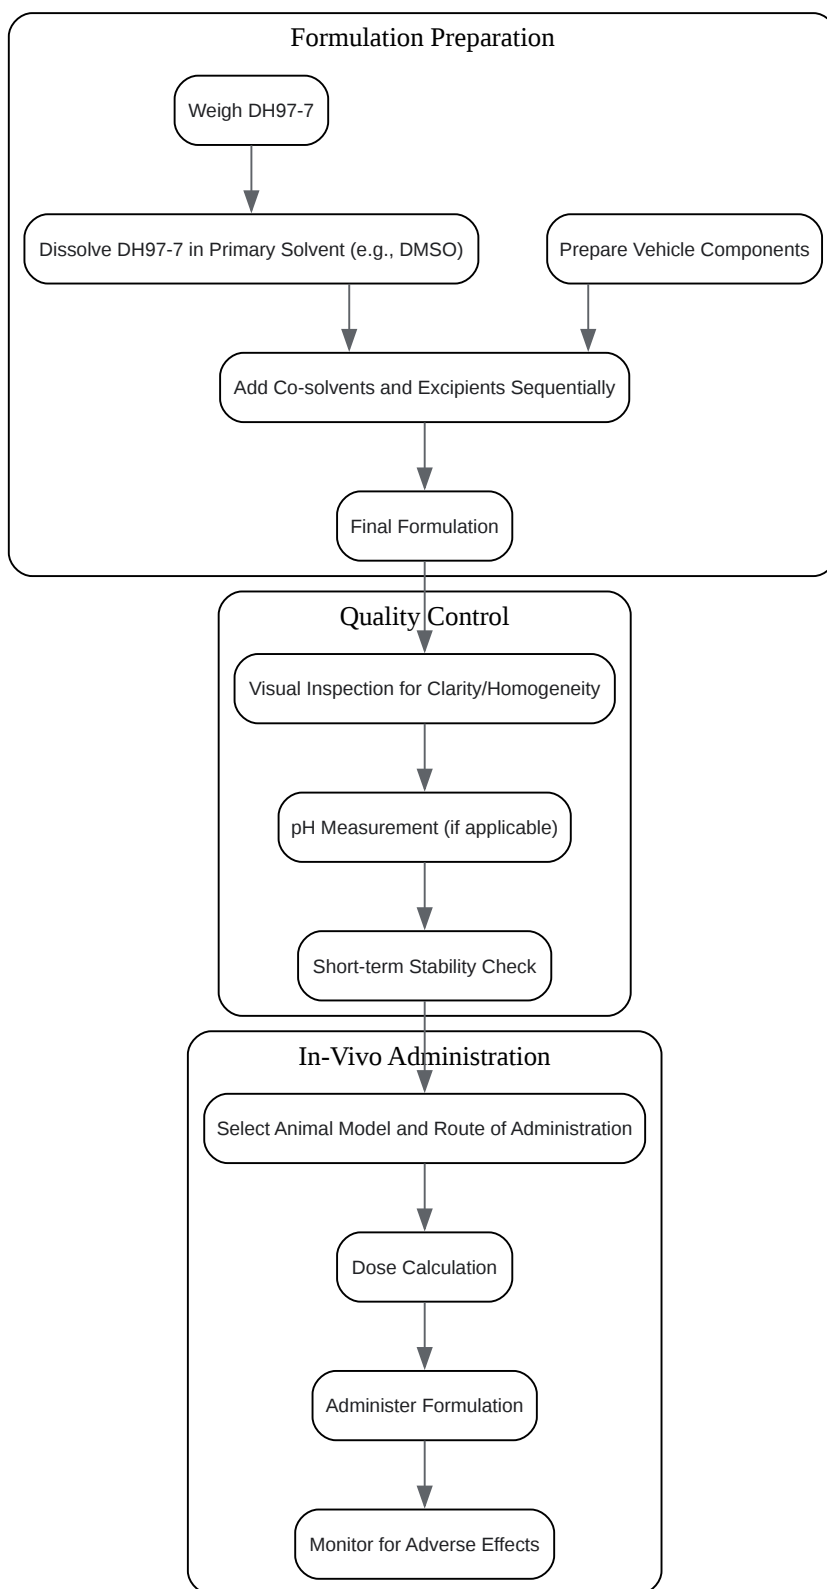 Formulation Preparation
Weigh DH97-7
Dissolve DH97-7 in Primary Solvent (e.g., DMSO)
Prepare Vehicle Components
Add Co-solvents and Excipients Sequentially
Final Formulation
Quality Control
Visual Inspection for Clarity/Homogeneity
pH Measurement (if applicable)
Short-term Stability Check
In-Vivo Administration
Select Animal Model and Route of Administration
Dose Calculation
Administer Formulation
Monitor for Adverse Effects